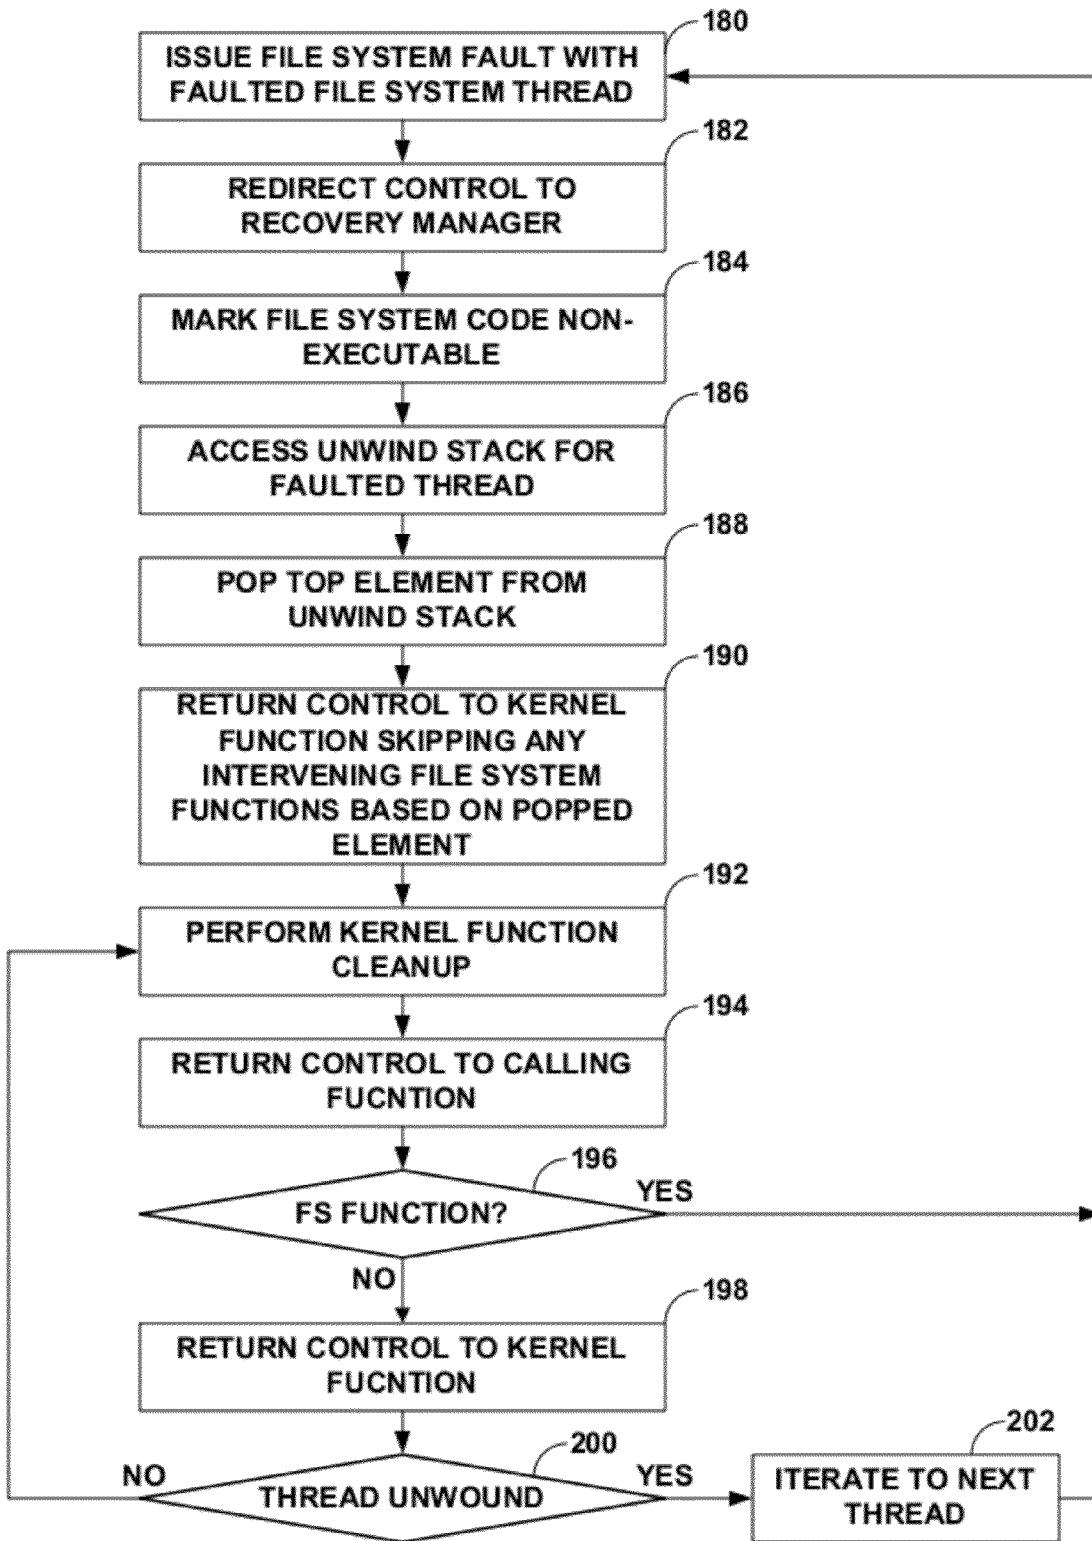 180
ISSUE FILE SYSTEM FAULT WITH
FAULTED FILE SYSTEM THREAD
182
REDIRECT CONTROL TO
RECOVERY MANAGER
184
MARK FILE SYSTEM CODE NON-
EXECUTABLE
186
ACCESS UNWIND STACK FOR
FAULTED THREAD
188
POP TOP ELEMENT FROM
UNWIND STACK
190
RETURN CONTROL TO KERNEL
FUNCTION SKIPPING ANY
INTERVENING FILE SYSTEM
FUNCTIONS BASED ON POPPED
ELEMENT
192
PERFORM KERNEL FUNCTION
CLEANUP
194
RETURN CONTROL TO CALLING
FUCNTION
196
FS FUNCTION?
YES
NO
198
RETURN CONTROL TO KERNEL
FUCNTION
200
THREAD UNWOUND
NO
YES
202
ITERATE TO NEXT
THREAD